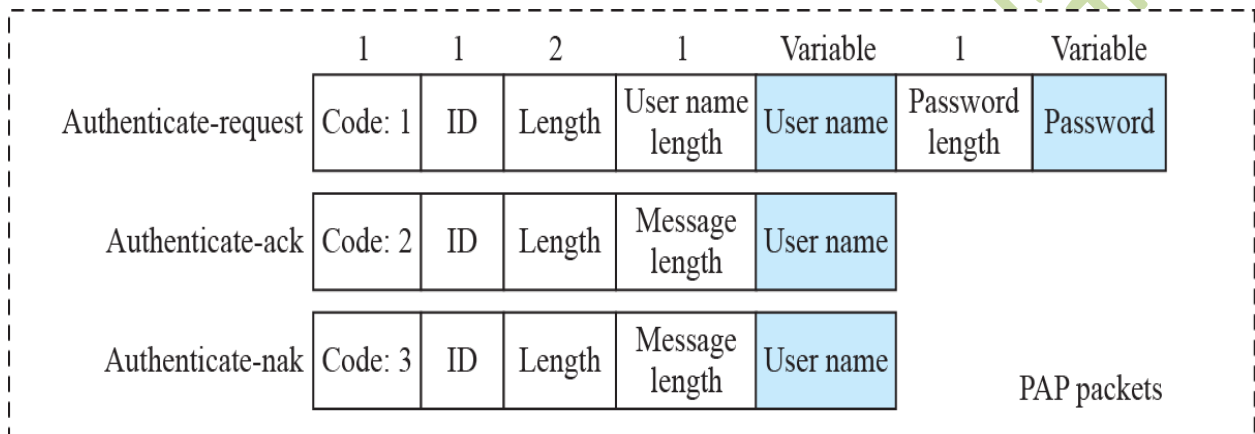 1 1 2 1 Variable 1 Variable
Authenticate-request Code: 1 ID Length User name length User name Password length Password
Authenticate-ack Code: 2 ID Length Message length User name
Authenticate-nak Code: 3 ID Length Message length User name
PAP packets